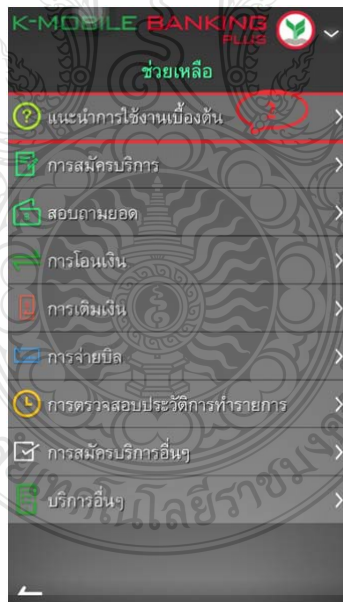 K-MOBILE BANKING
PLUS
ช่วยเหลือ
แนะนำการใช้งานเบื้องต้น 2
การสมัครบริการ
สอบถามยอด
การโอนเงิน
การเติมเงิน
การจ่ายบิล
การตรวจสอบประวัติการทำรายการ
การสมัครบริการอื่นๆ
บริการอื่นๆ